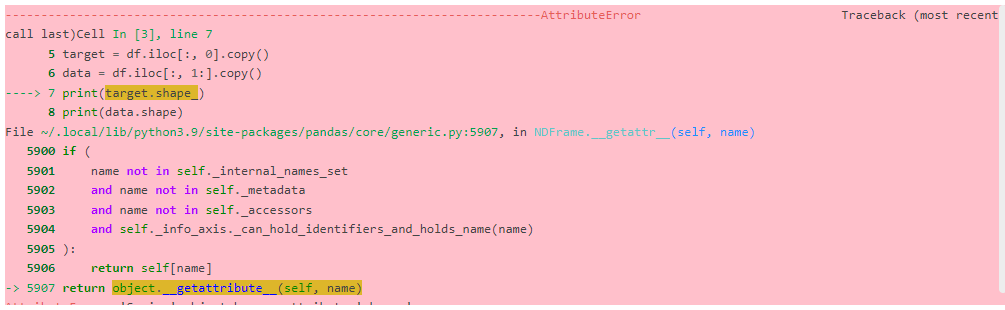 ---------------------------------------------------------------------------AttributeError                            Traceback (most recent
call last)Cell In [3], line 7
      5 target = df.iloc[:, 0].copy()
      6 data = df.iloc[:, 1:].copy()
----> 7 print(target.shape_)
      8 print(data.shape)
File ~/.local/lib/python3.9/site-packages/pandas/core/generic.py:5907, in NDFrame.__getattr__(self, name)
   5900 if (
   5901     name not in self._internal_names_set
   5902     and name not in self._metadata
   5903     and name not in self._accessors
   5904     and self._info_axis._can_hold_identifiers_and_holds_name(name)
   5905 ):
   5906     return self[name]
-> 5907 return object.__getattribute__(self, name)